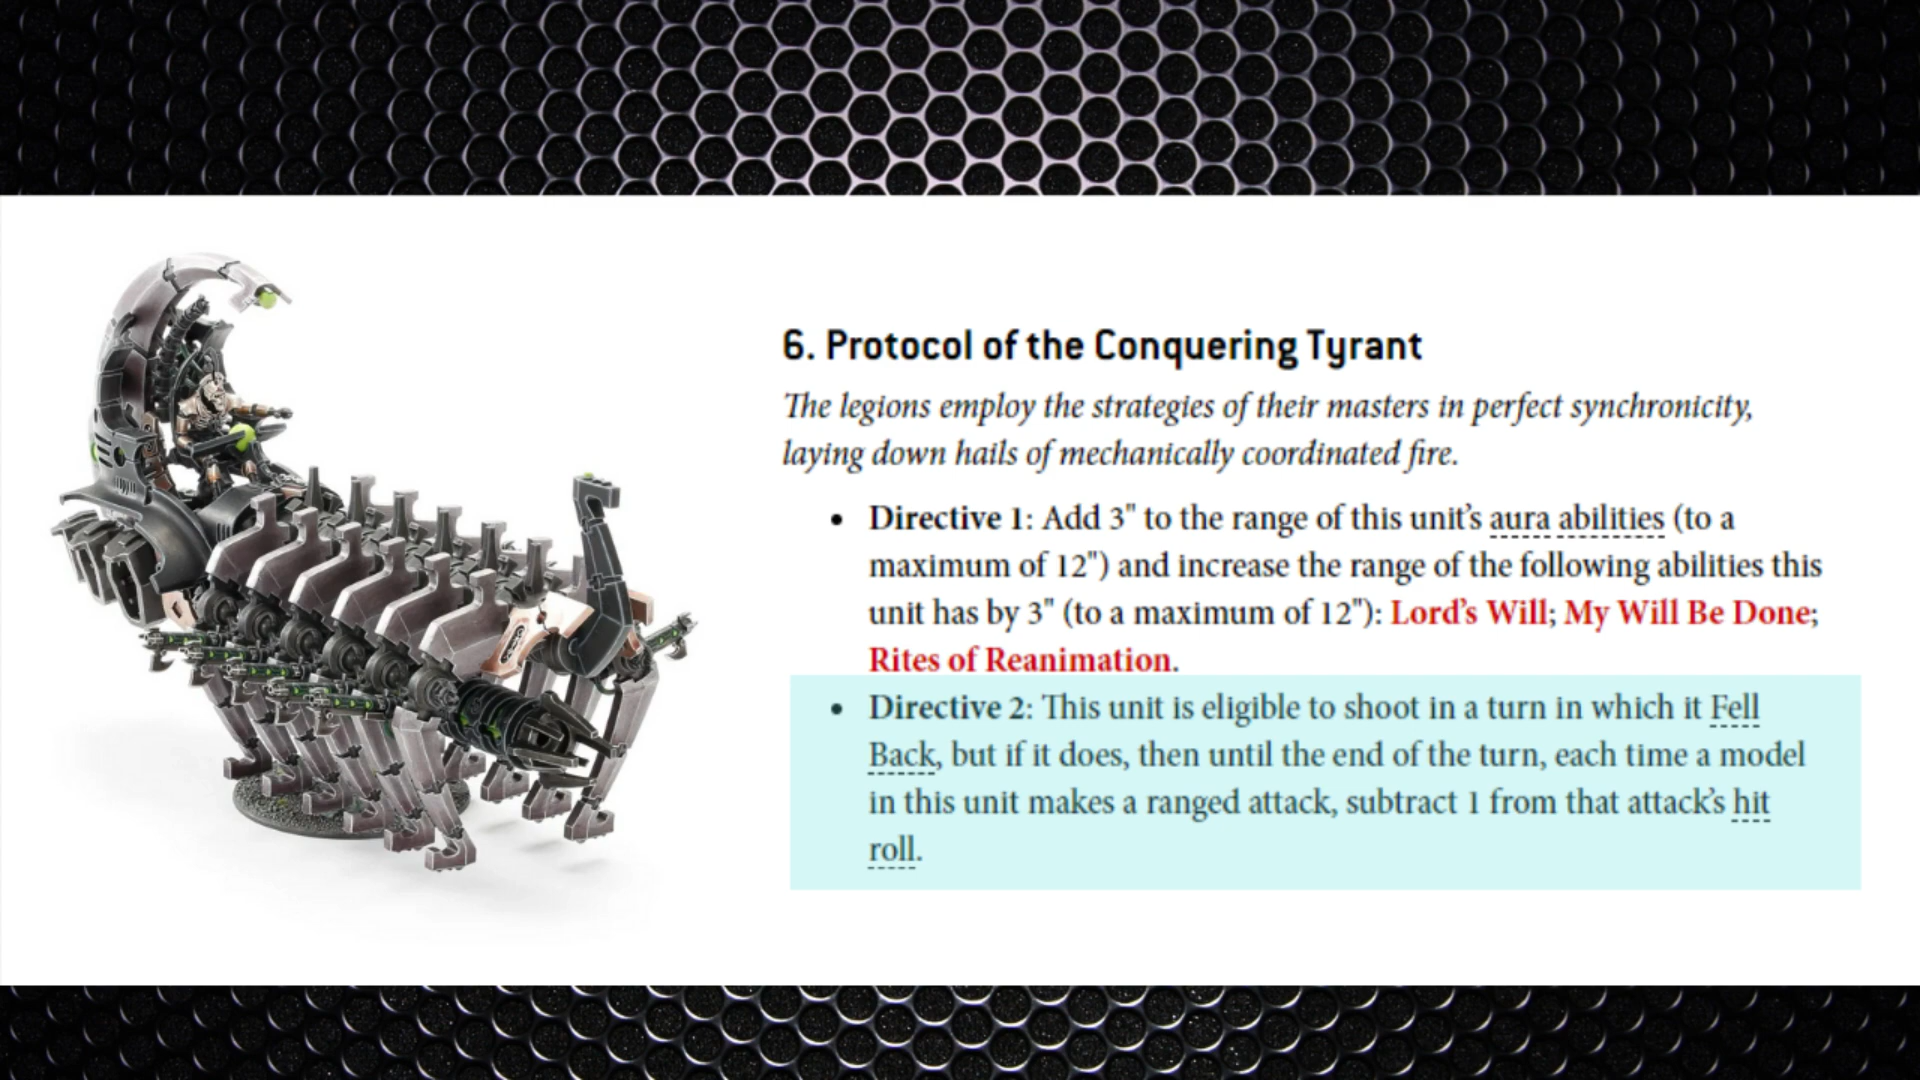 6. Protocol of the Conquering Tyrant
The legions employ the strategies of their masters in perfect synchronicity,
laying down hails of mechanically coordinated fire.
• Directive 1: Add 3" to the range of this unit's aura abilities (to a
maximum of 12") and increase the range of the following abilities this
unit has by 3" (to a maximum of 12"): Lord's Will; My Will Be Done;
Rites of Reanimation.
• Directive 2: This unit is eligible to shoot in a turn in which it Fell
Back, but if it does, then until the end of the turn, each time a model
in this unit makes a ranged attack, subtract 1 from that attack's hit
roll.